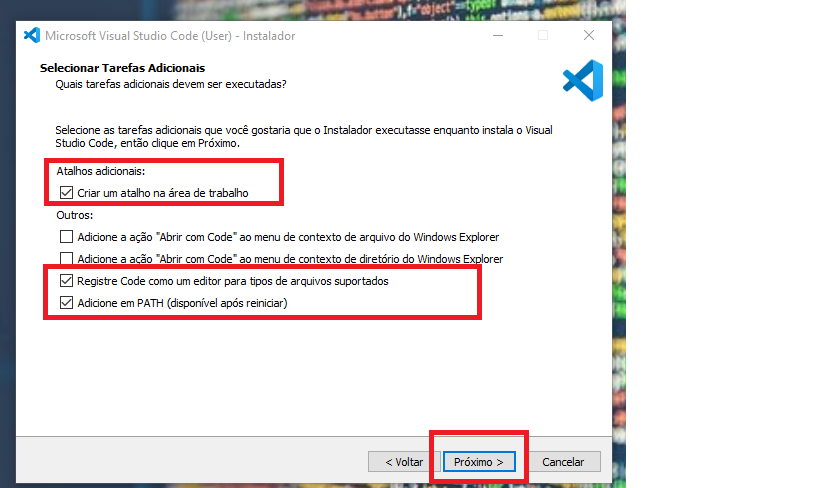 Microsoft Visual Studio Code (User) - Instalador
Selecionar Tarefas Adicionais
Quais tarefas adicionais devem ser executadas?
Selecione as tarefas adicionais que você gostaria que o Instalador executasse enquanto instala o Visual
Studio Code, então clique em Próximo.
Atalhos adicionais:
Criar um atalho na área de trabalho
Outros:
Adicione a ação "Abrir com Code" ao menu de contexto de arquivo do Windows Explorer
Adicione a ação "Abrir com Code" ao menu de contexto de diretório do Windows Explorer
Registre Code como um editor para tipos de arquivos suportados
Adicione em PATH (disponível após reiniciar)
< Voltar
Próximo >
Cancelar